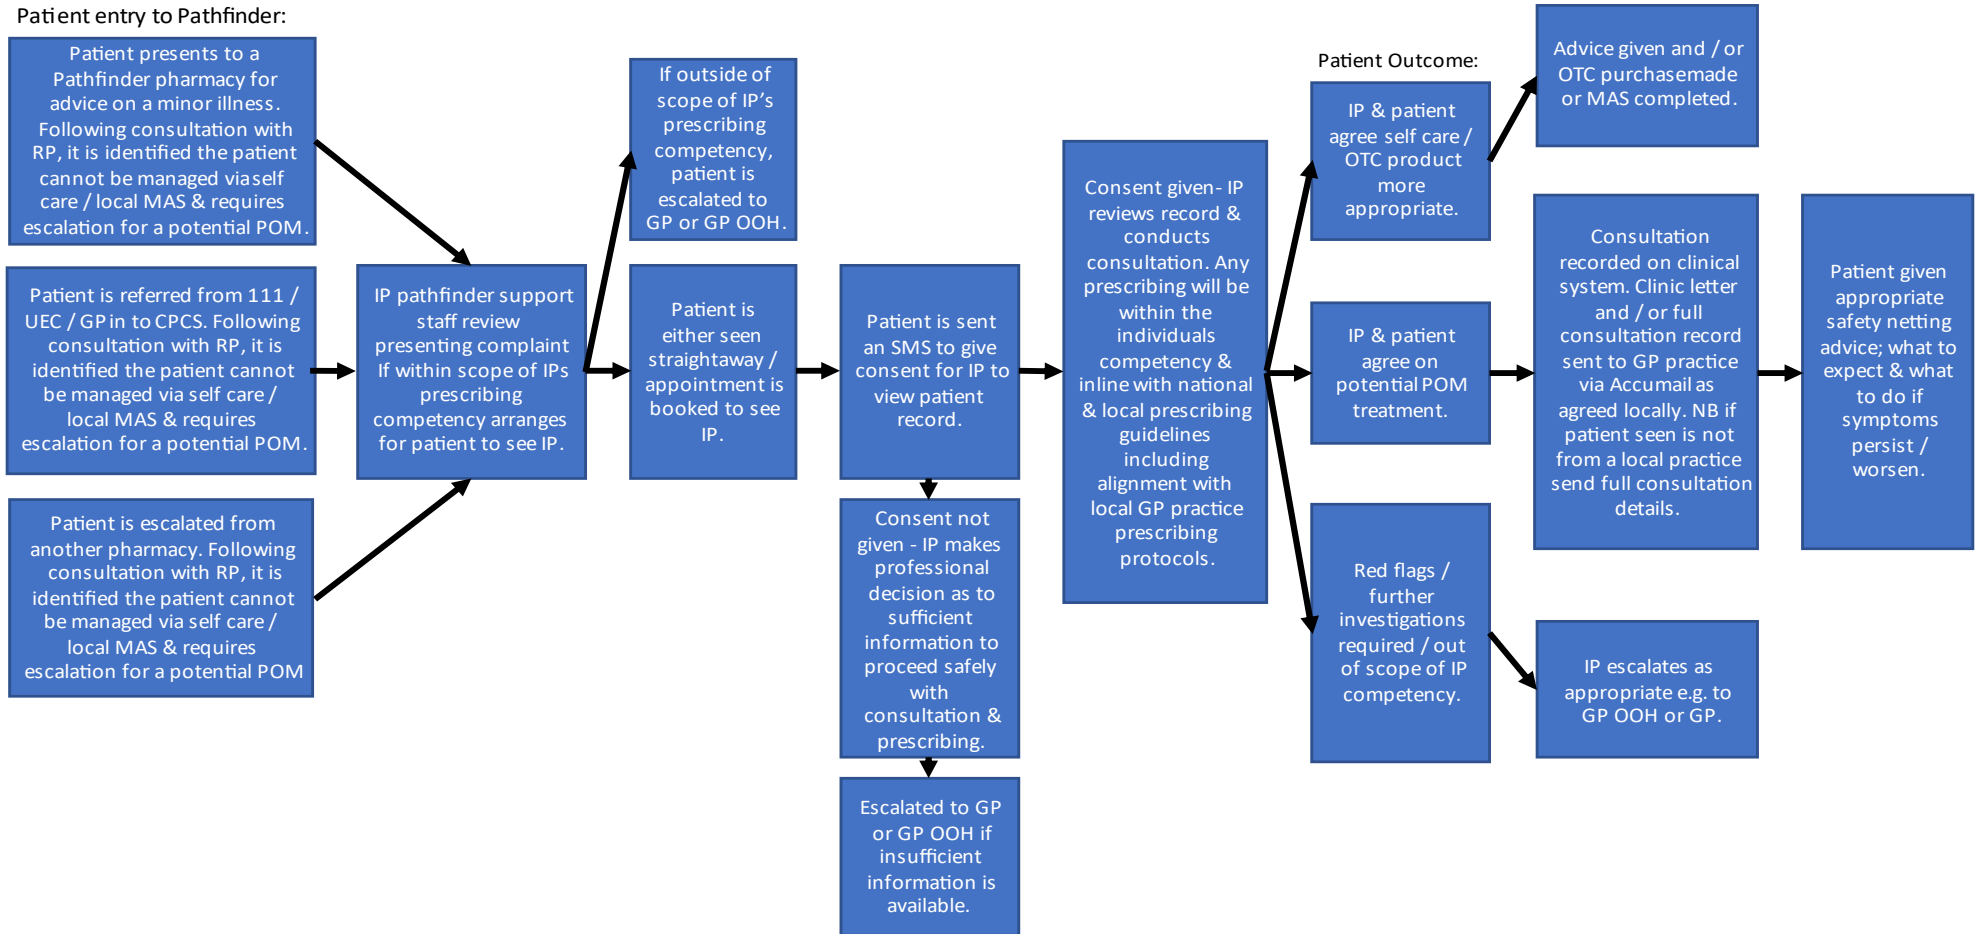 Patient entry to Pathfinder:
Patient presents to a
Pathfinder pharmacy for
advice on a minor illness.
Following consultation with
RP, it is identified the patient
cannot be managed via self
care / local MAS & requires
escalation for a potential POM.
Patient is referred from 111 /
UEC / GP in to CPCS. Following
consultation with RP, it is
identified the patient cannot
be managed via self care /
local MAS & requires
escalation for a potential POM.
Patient is escalated from
another pharmacy. Following
consultation with RP, it is
identified the patient cannot
be managed via self care /
local MAS & requires
escalation for a potential POM
IP pathfinder support
staff review
presenting complaint
If within scope of IPs
prescribing
competency arranges
for patient to see IP.
If outside of
scope of IP's
prescribing
competency,
patient is
escalated to
GP or GP OOH.
Patient is
either seen
straightaway /
appointment is
booked to see
IP.
Patient is sent
an SMS to give
consent for IP to
view patient
record.
Consent not
given - IP makes
professional
decision as to
sufficient
information to
proceed safely
with
consultation &
prescribing.
Escalated to GP
or GP OOH if
insufficient
information is
available.
Consent given- IP
reviews record &
conducts
consultation. Any
prescribing will be
within the
individuals
competency &
inline with national
& local prescribing
guidelines
including
alignment with
local GP practice
prescribing
protocols.
Patient Outcome:
IP & patient
agree self care /
OTC product
more
appropriate.
IP & patient
agree on
potential POM
treatment.
Red flags /
further
investigations
required / out
of scope of IP
competency.
Advice given and / or
OTC purchasemade
or MAS completed.
Consultation
recorded on clinical
system. Clinic letter
and / or full
consultation record
sent to GP practice
via Accumail as
agreed locally. NB if
patient seen is not
from a local practice
send full consultation
details.
IP escalates as
appropriate e.g. to
GP OOH or GP.
Patient given
appropriate
safety netting
advice; what to
expect & what
to do if
symptoms
persist /
worsen.